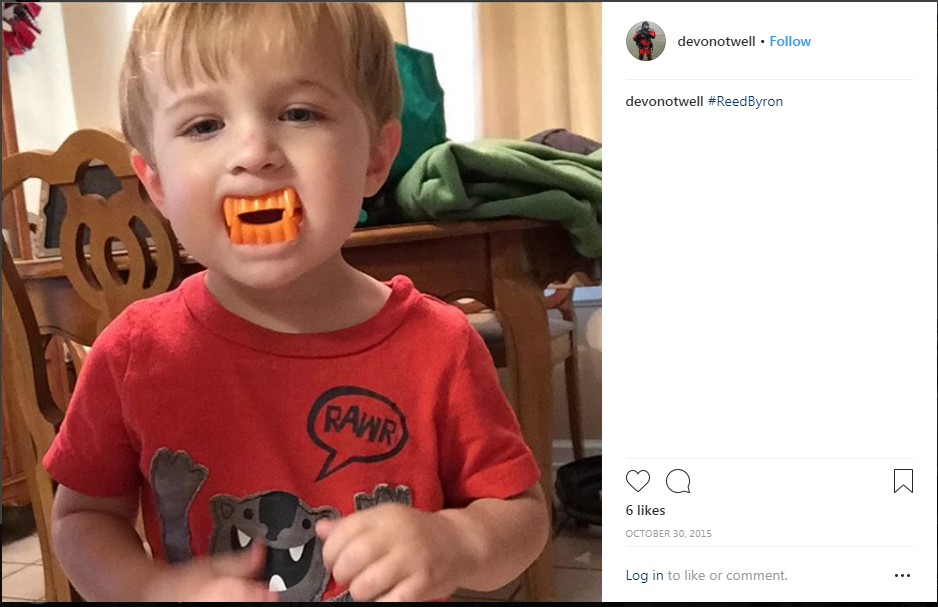 devonotwell • Follow
devonotwell #ReedByron
RAWR
6 likes
OCTOBER 30, 2015
Log in to like or comment.